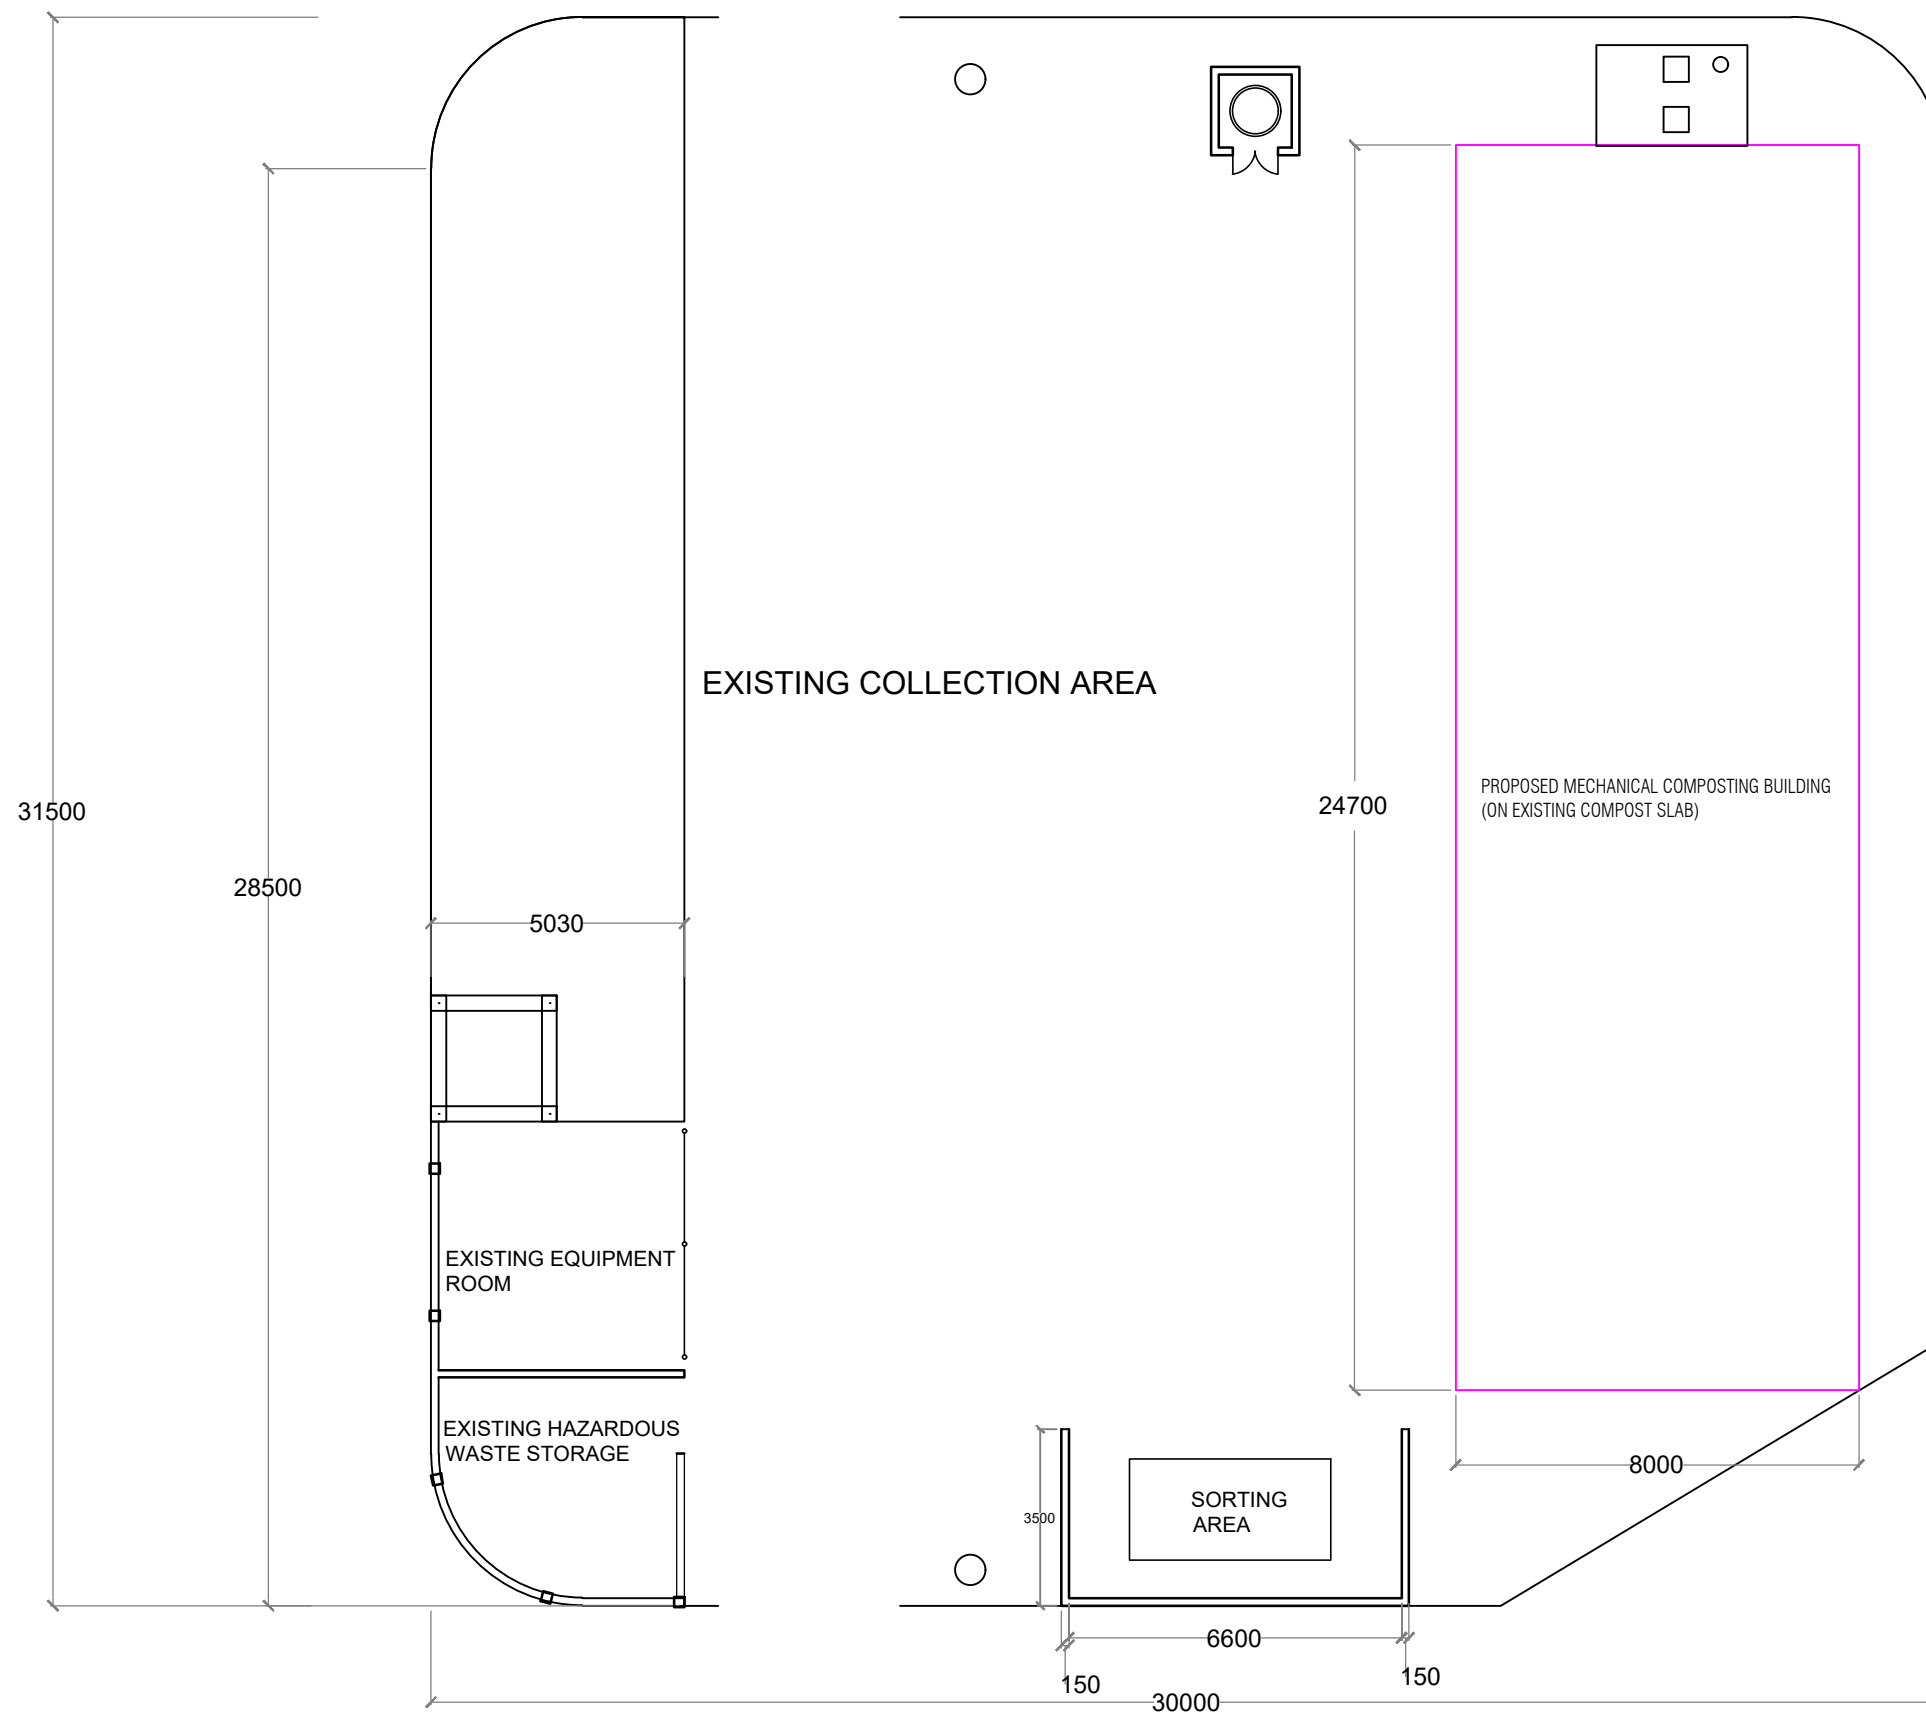 EXISTING COLLECTION AREA
PROPOSED MECHANICAL COMPOSTING BUILDING
(ON EXISTING COMPOST SLAB)
31500
24700
28500
5030
EXISTING EQUIPMENT
ROOM
EXISTING HAZARDOUS
WASTE STORAGE
8000
SORTING
AREA
3500
6600
150
150
30000